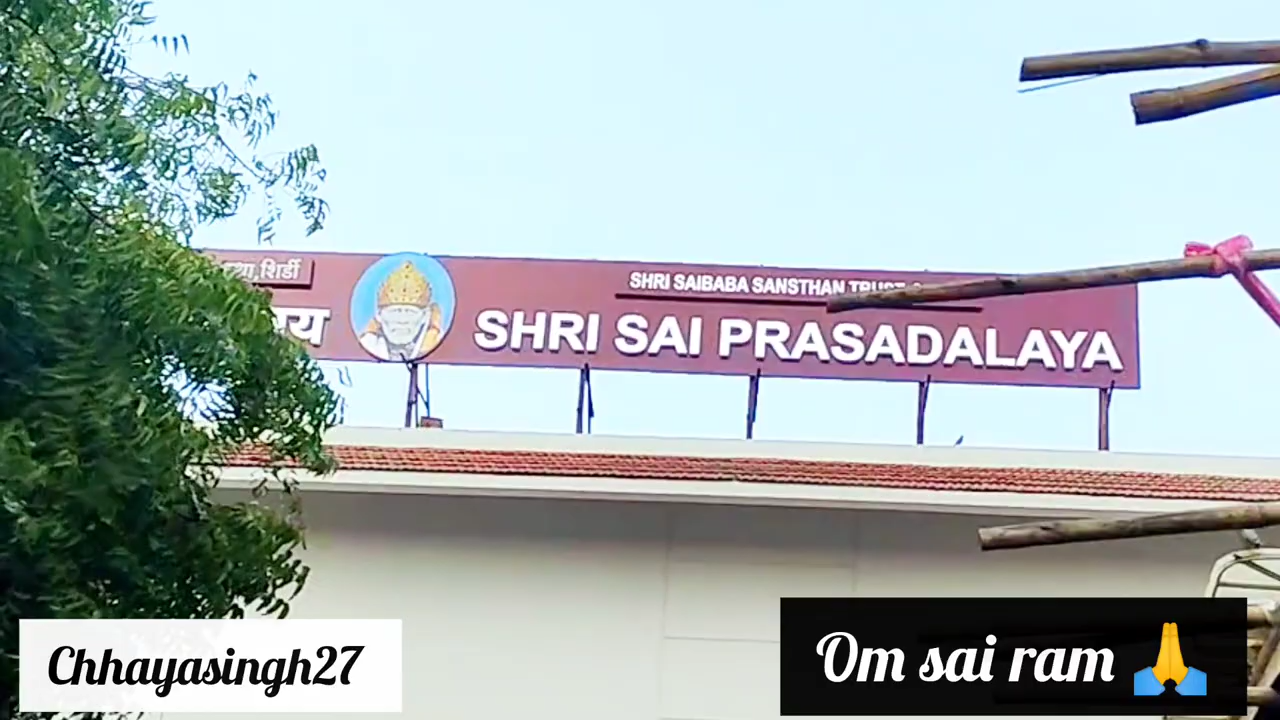 शिर्डी
SHRI SAIBABA SANSTHAN TRUST
SHRI SAI PRASADALAYA
Chhayasingh27
Om sai ram 🙏